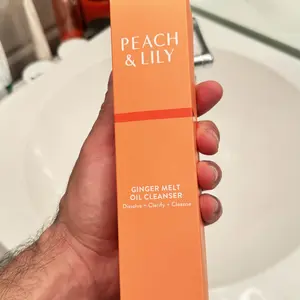 PEACH
& LILY
GINGER MELT
OIL CLEANSER
Dissolve + Clarify + Cleanse